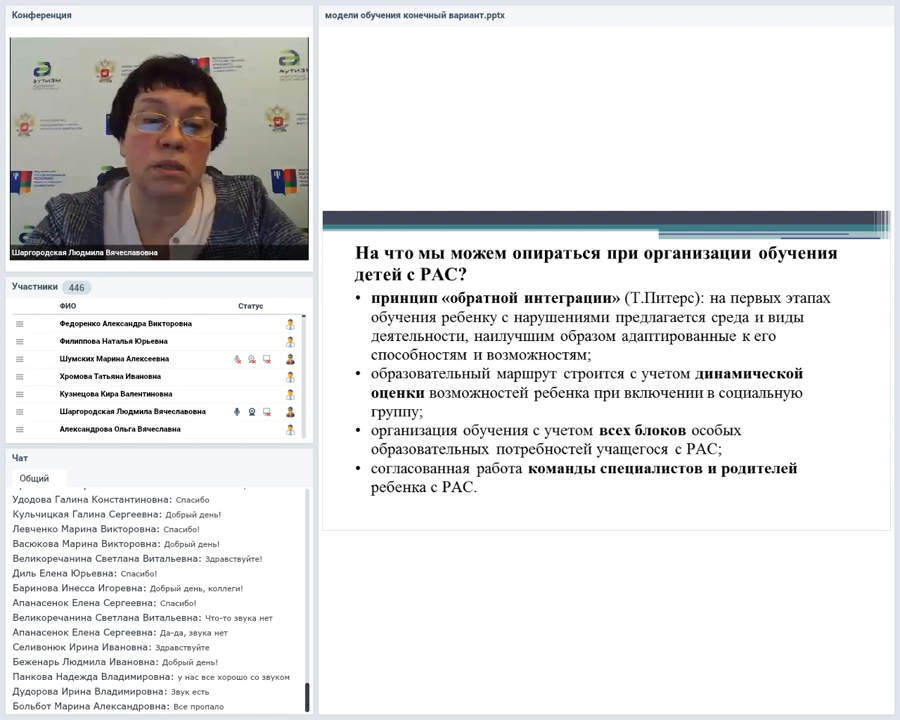 Конференция
аутизм
Шаргородская Людмила Вячеславовна
Участники 446
ФИО Статус
Федоренко Александра Викторовна
Филиппова Наталья Юрьевна
Шумских Марина Алексеевна
Хромова Татьяна Ивановна
Кузнецова Кира Валентиновна
Шаргородская Людмила Вячеславовна
Александрова Ольга Вячеславна
Чат
Общий
Удодова Галина Константиновна: Спасибо
Кульчицкая Галина Сергеевна: Добрый день!
Левченко Марина Викторовна: Спасибо!
Васюкова Марина Викторовна: Добрый день!
Великоречанина Светлана Витальевна: Здравствуйте!
Диль Елена Юрьевна: Спасибо!
Баринова Инесса Игоревна: Добрый день, коллеги!
Апанасенок Елена Сергеевна: Спасибо!
Великоречанина Светлана Витальевна: Что-то звука нет
Апанасенок Елена Сергеевна: Да-да, звука нет
Селивонюк Ирина Ивановна: Здравствуйте
Беженарь Людмила Ивановна: Добрый день!
Панкова Надежда Владимировна: у нас все хорошо со звуком
Дудорова Ирина Владимировна: Звук есть
Больбот Марина Александровна: Все пропало
модели обучения конечный вариант.pptx
На что мы можем опираться при организации обучения
детей с РАС?
• принцип «обратной интеграции» (Т.Питерс): на первых этапах
обучения ребенку с нарушениями предлагается среда и виды
деятельности, наилучшим образом адаптированные к его
способностям и возможностям;
• образовательный маршрут строится с учетом динамической
оценки возможностей ребенка при включении в социальную
группу;
• организация обучения с учетом всех блоков особых
образовательных потребностей учащегося с РАС;
• согласованная работа команды специалистов и родителей
ребенка с РАС.